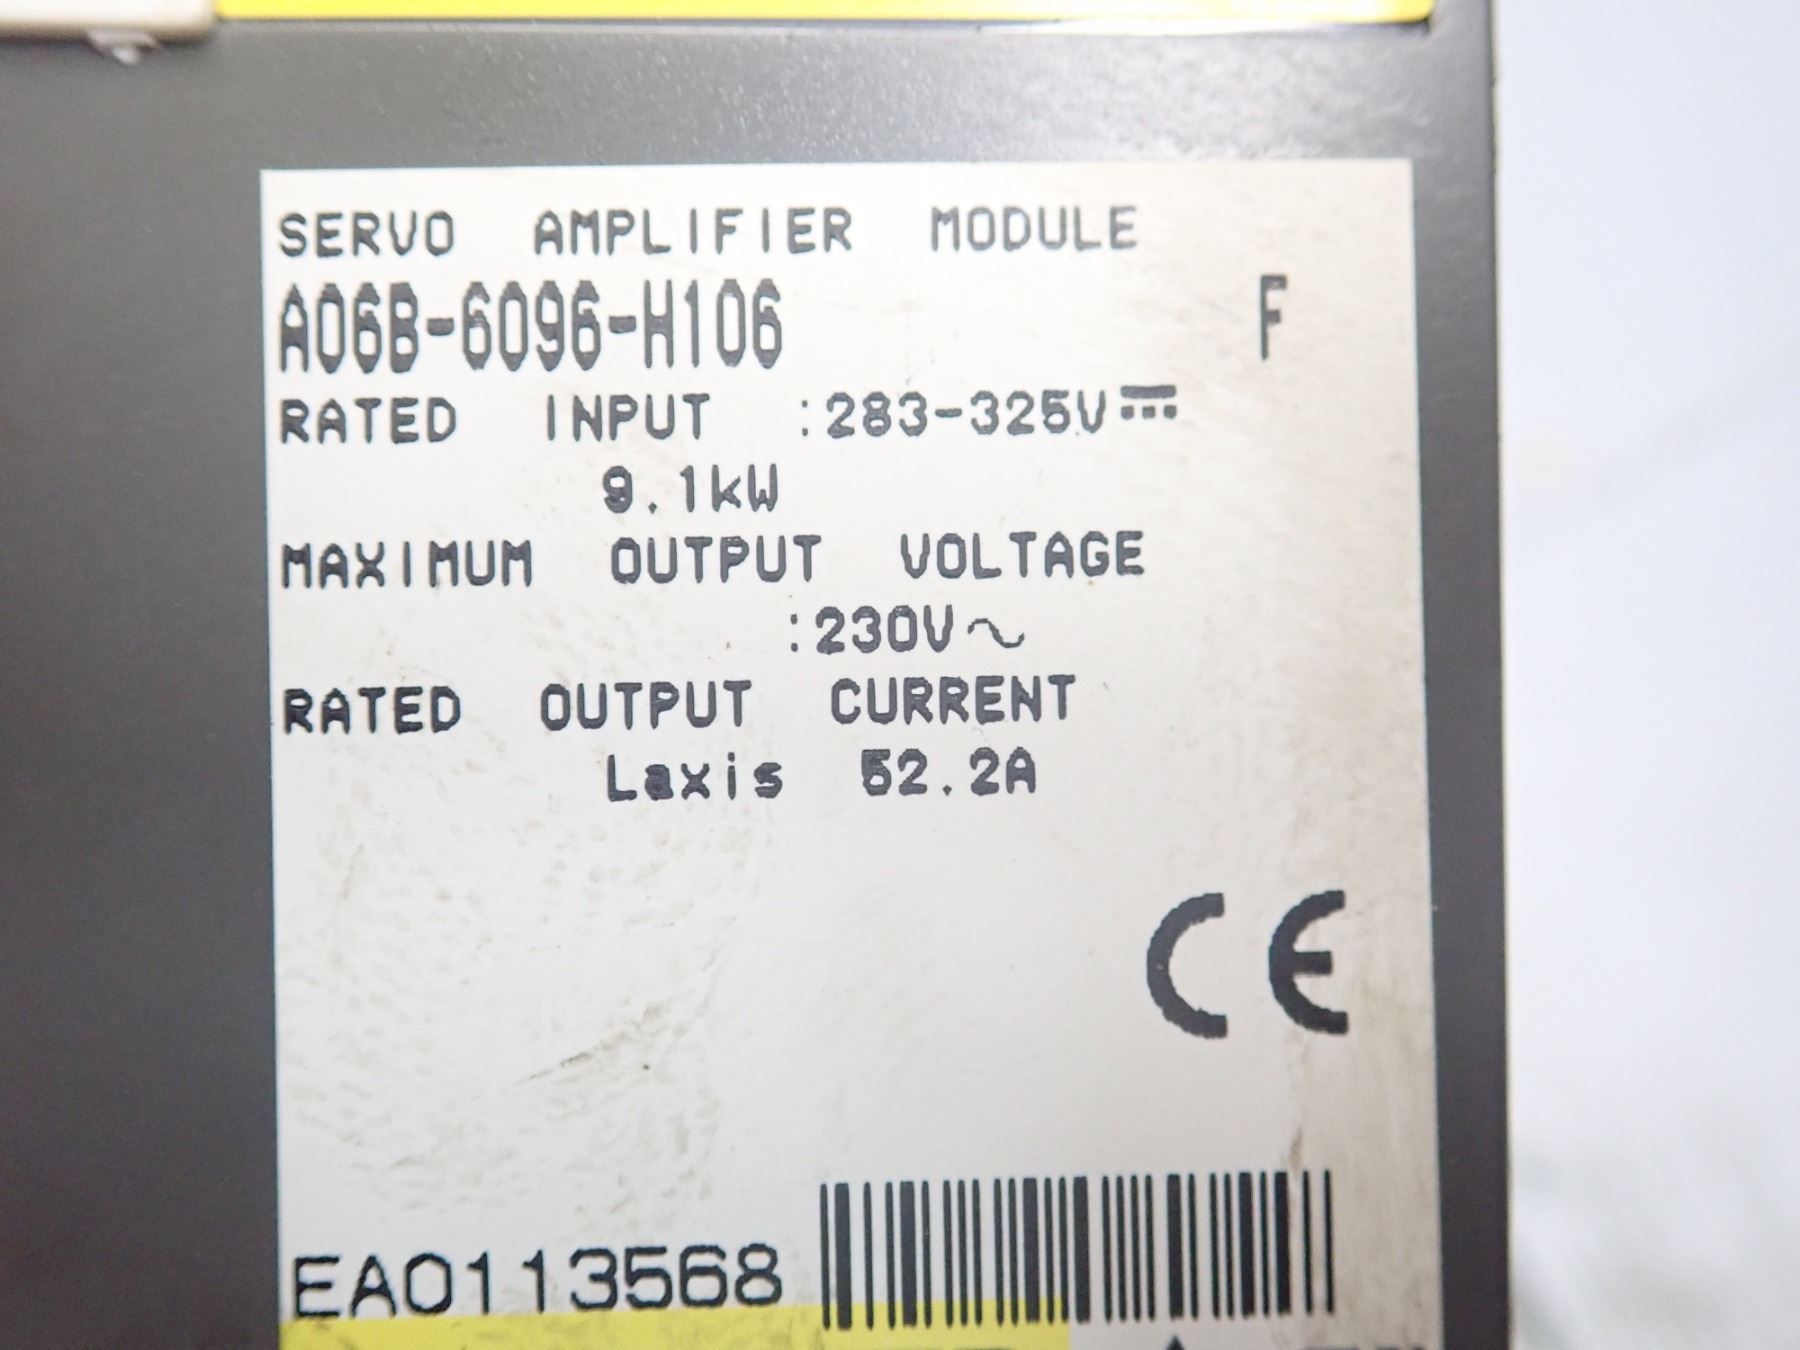 SERVO AMPLIFIER MODULE
A06B-6096-H106 F
RATED INPUT :283-325V⎓
9.1kW
MAXIMUM OUTPUT VOLTAGE
:230V~
RATED OUTPUT CURRENT
Laxis 52.2A
CE
EA0113568